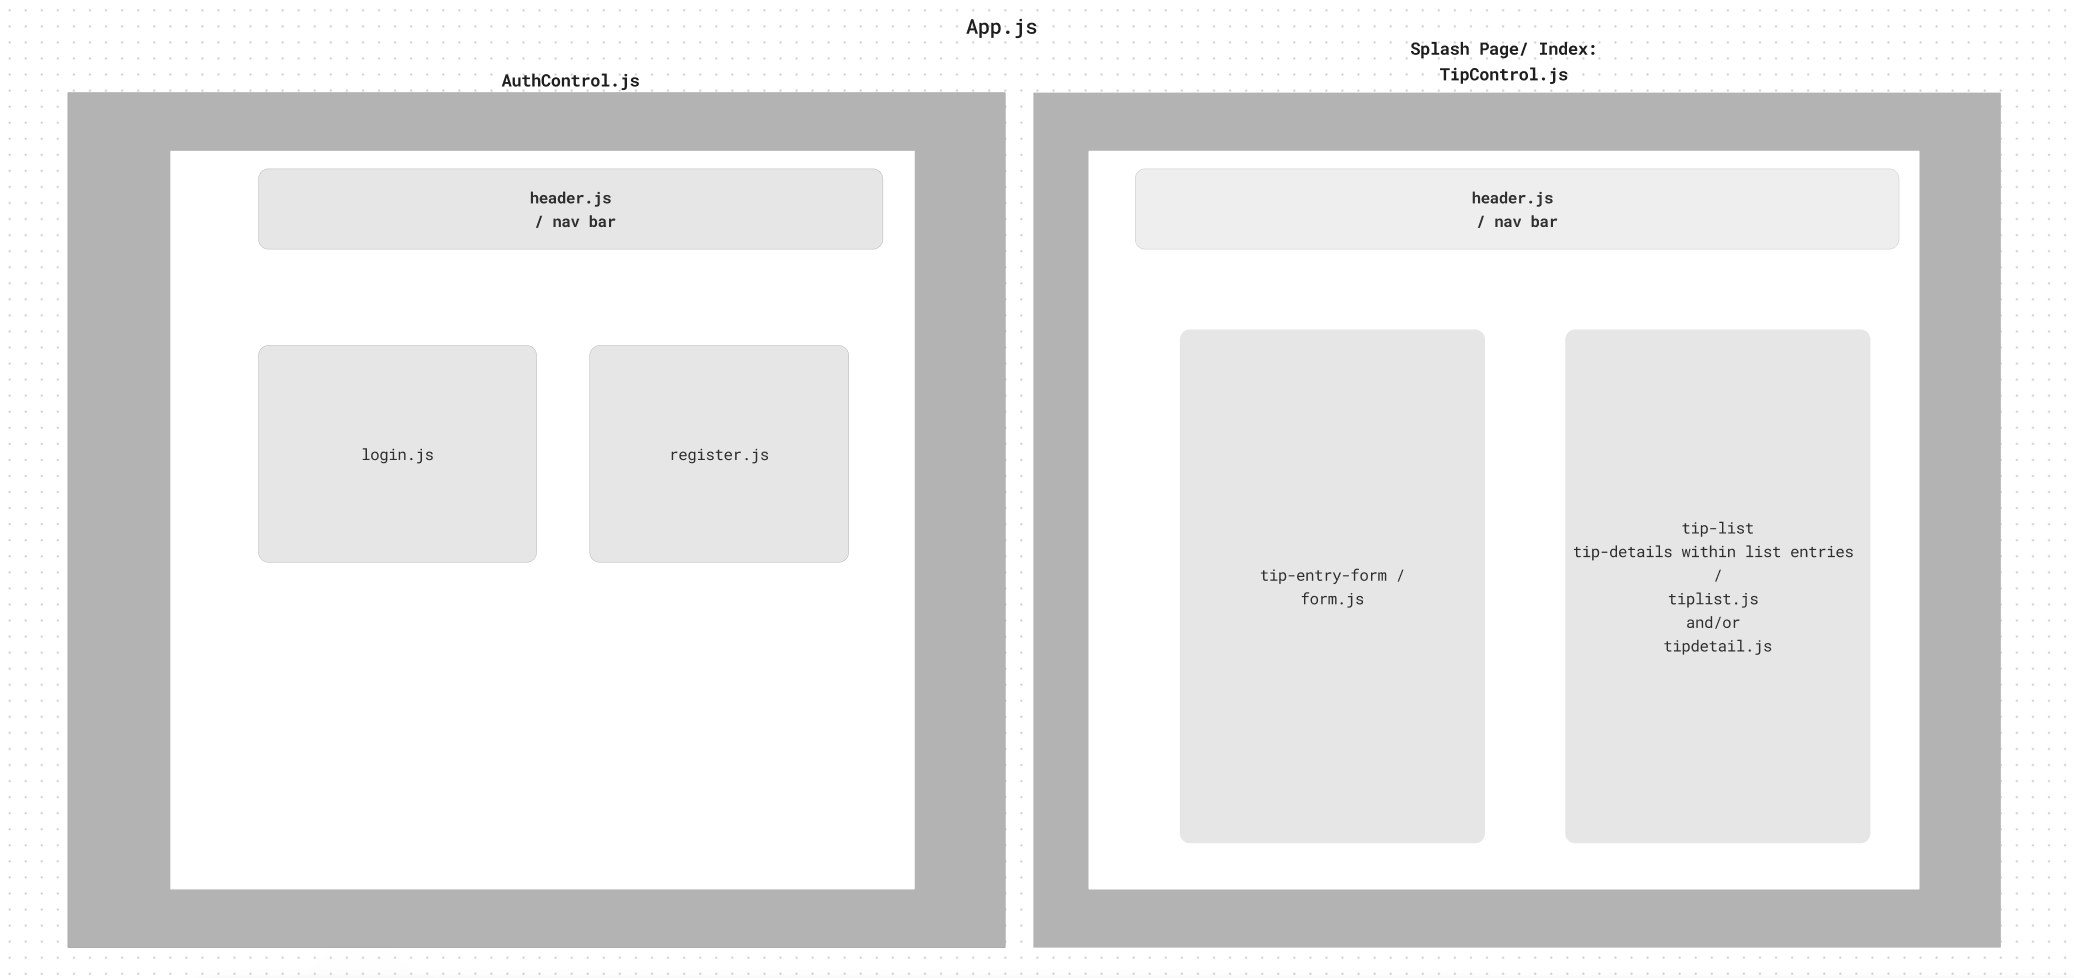 App.js
AuthControl.js
header.js
/ nav bar
login.js
register.js
Splash Page/ Index:
TipControl.js
header.js
/ nav bar
tip-entry-form /
form.js
tip-list
tip-details within list entries
/
tiplist.js
and/or
tipdetail.js